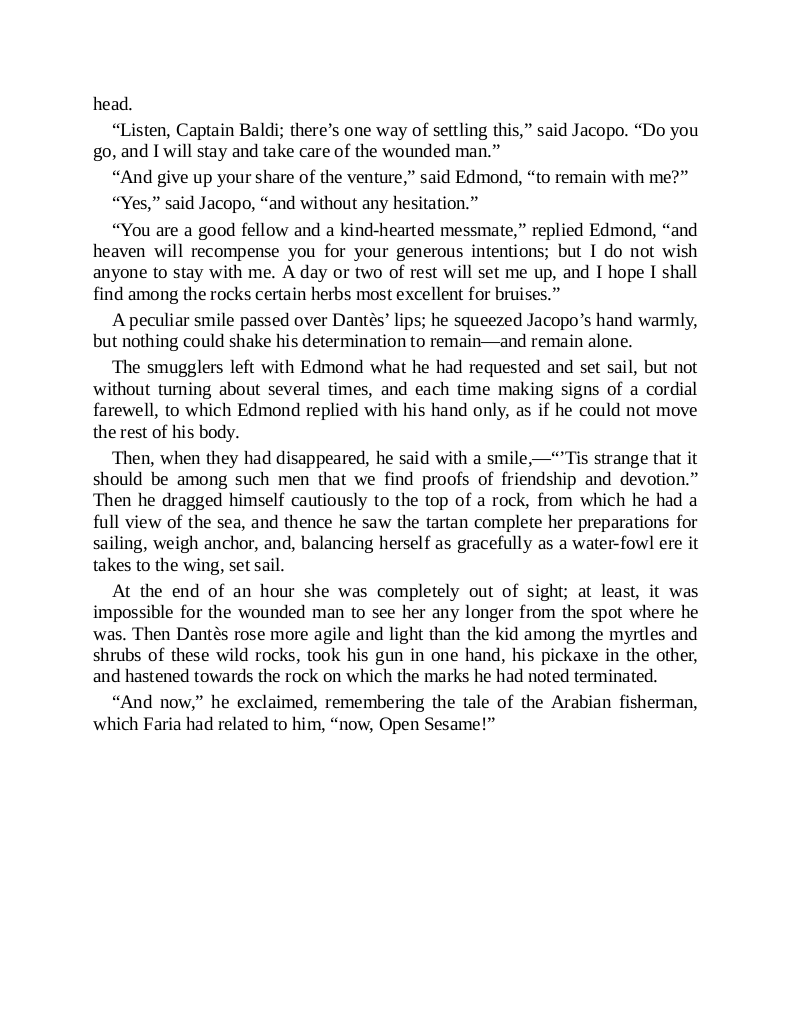 head.
“Listen, Captain Baldi; there’s one way of settling this,” said Jacopo. “Do you
go, and I will stay and take care of the wounded man.”
“And give up your share of the venture,” said Edmond, “to remain with me?”
“Yes,” said Jacopo, “and without any hesitation.”
“You are a good fellow and a kind-hearted messmate,” replied Edmond, “and
heaven will recompense you for your generous intentions; but I do not wish
anyone to stay with me. A day or two of rest will set me up, and I hope I shall
find among the rocks certain herbs most excellent for bruises.”
A peculiar smile passed over Dantès’ lips; he squeezed Jacopo’s hand warmly,
but nothing could shake his determination to remain—and remain alone.
The smugglers left with Edmond what he had requested and set sail, but not
without turning about several times, and each time making signs of a cordial
farewell, to which Edmond replied with his hand only, as if he could not move
the rest of his body.
Then, when they had disappeared, he said with a smile,—“’Tis strange that it
should be among such men that we find proofs of friendship and devotion.”
Then he dragged himself cautiously to the top of a rock, from which he had a
full view of the sea, and thence he saw the tartan complete her preparations for
sailing, weigh anchor, and, balancing herself as gracefully as a water-fowl ere it
takes to the wing, set sail.
At the end of an hour she was completely out of sight; at least, it was
impossible for the wounded man to see her any longer from the spot where he
was. Then Dantès rose more agile and light than the kid among the myrtles and
shrubs of these wild rocks, took his gun in one hand, his pickaxe in the other,
and hastened towards the rock on which the marks he had noted terminated.
“And now,” he exclaimed, remembering the tale of the Arabian fisherman,
which Faria had related to him, “now, Open Sesame!”